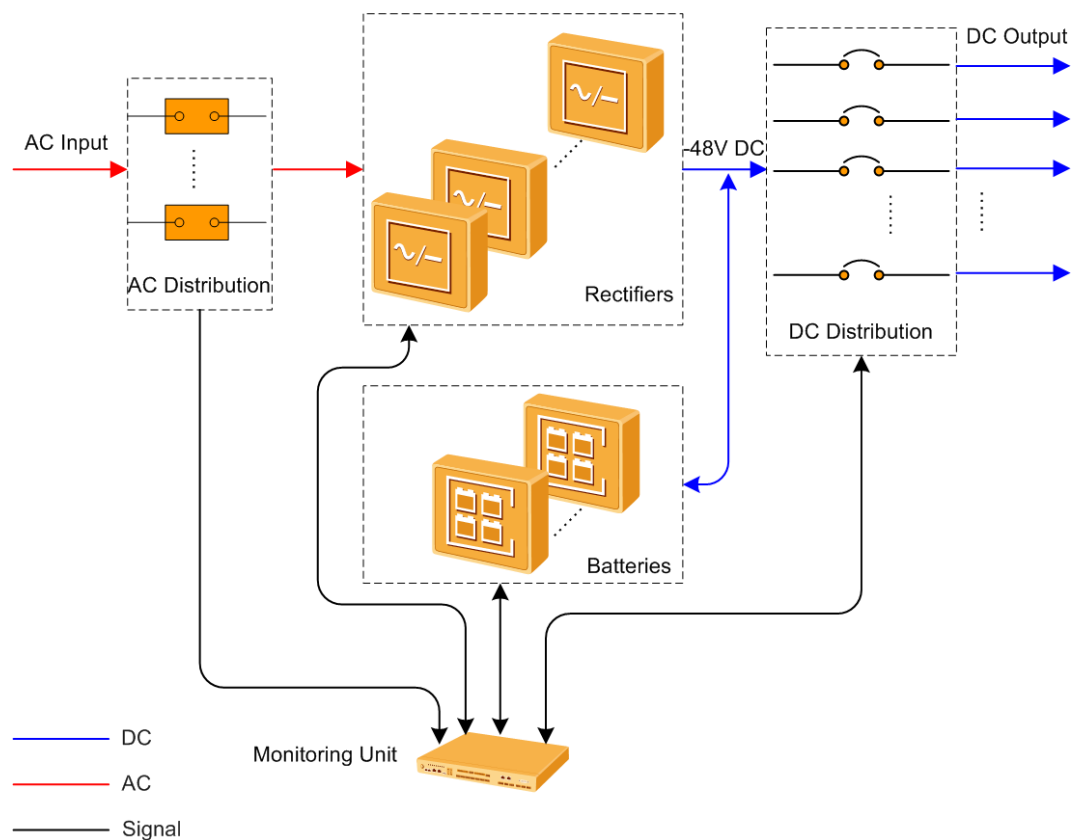 DC Output
AC Input
-48V DC
AC Distribution
Rectifiers
DC Distribution
Batteries
Monitoring Unit
DC
AC
Signal